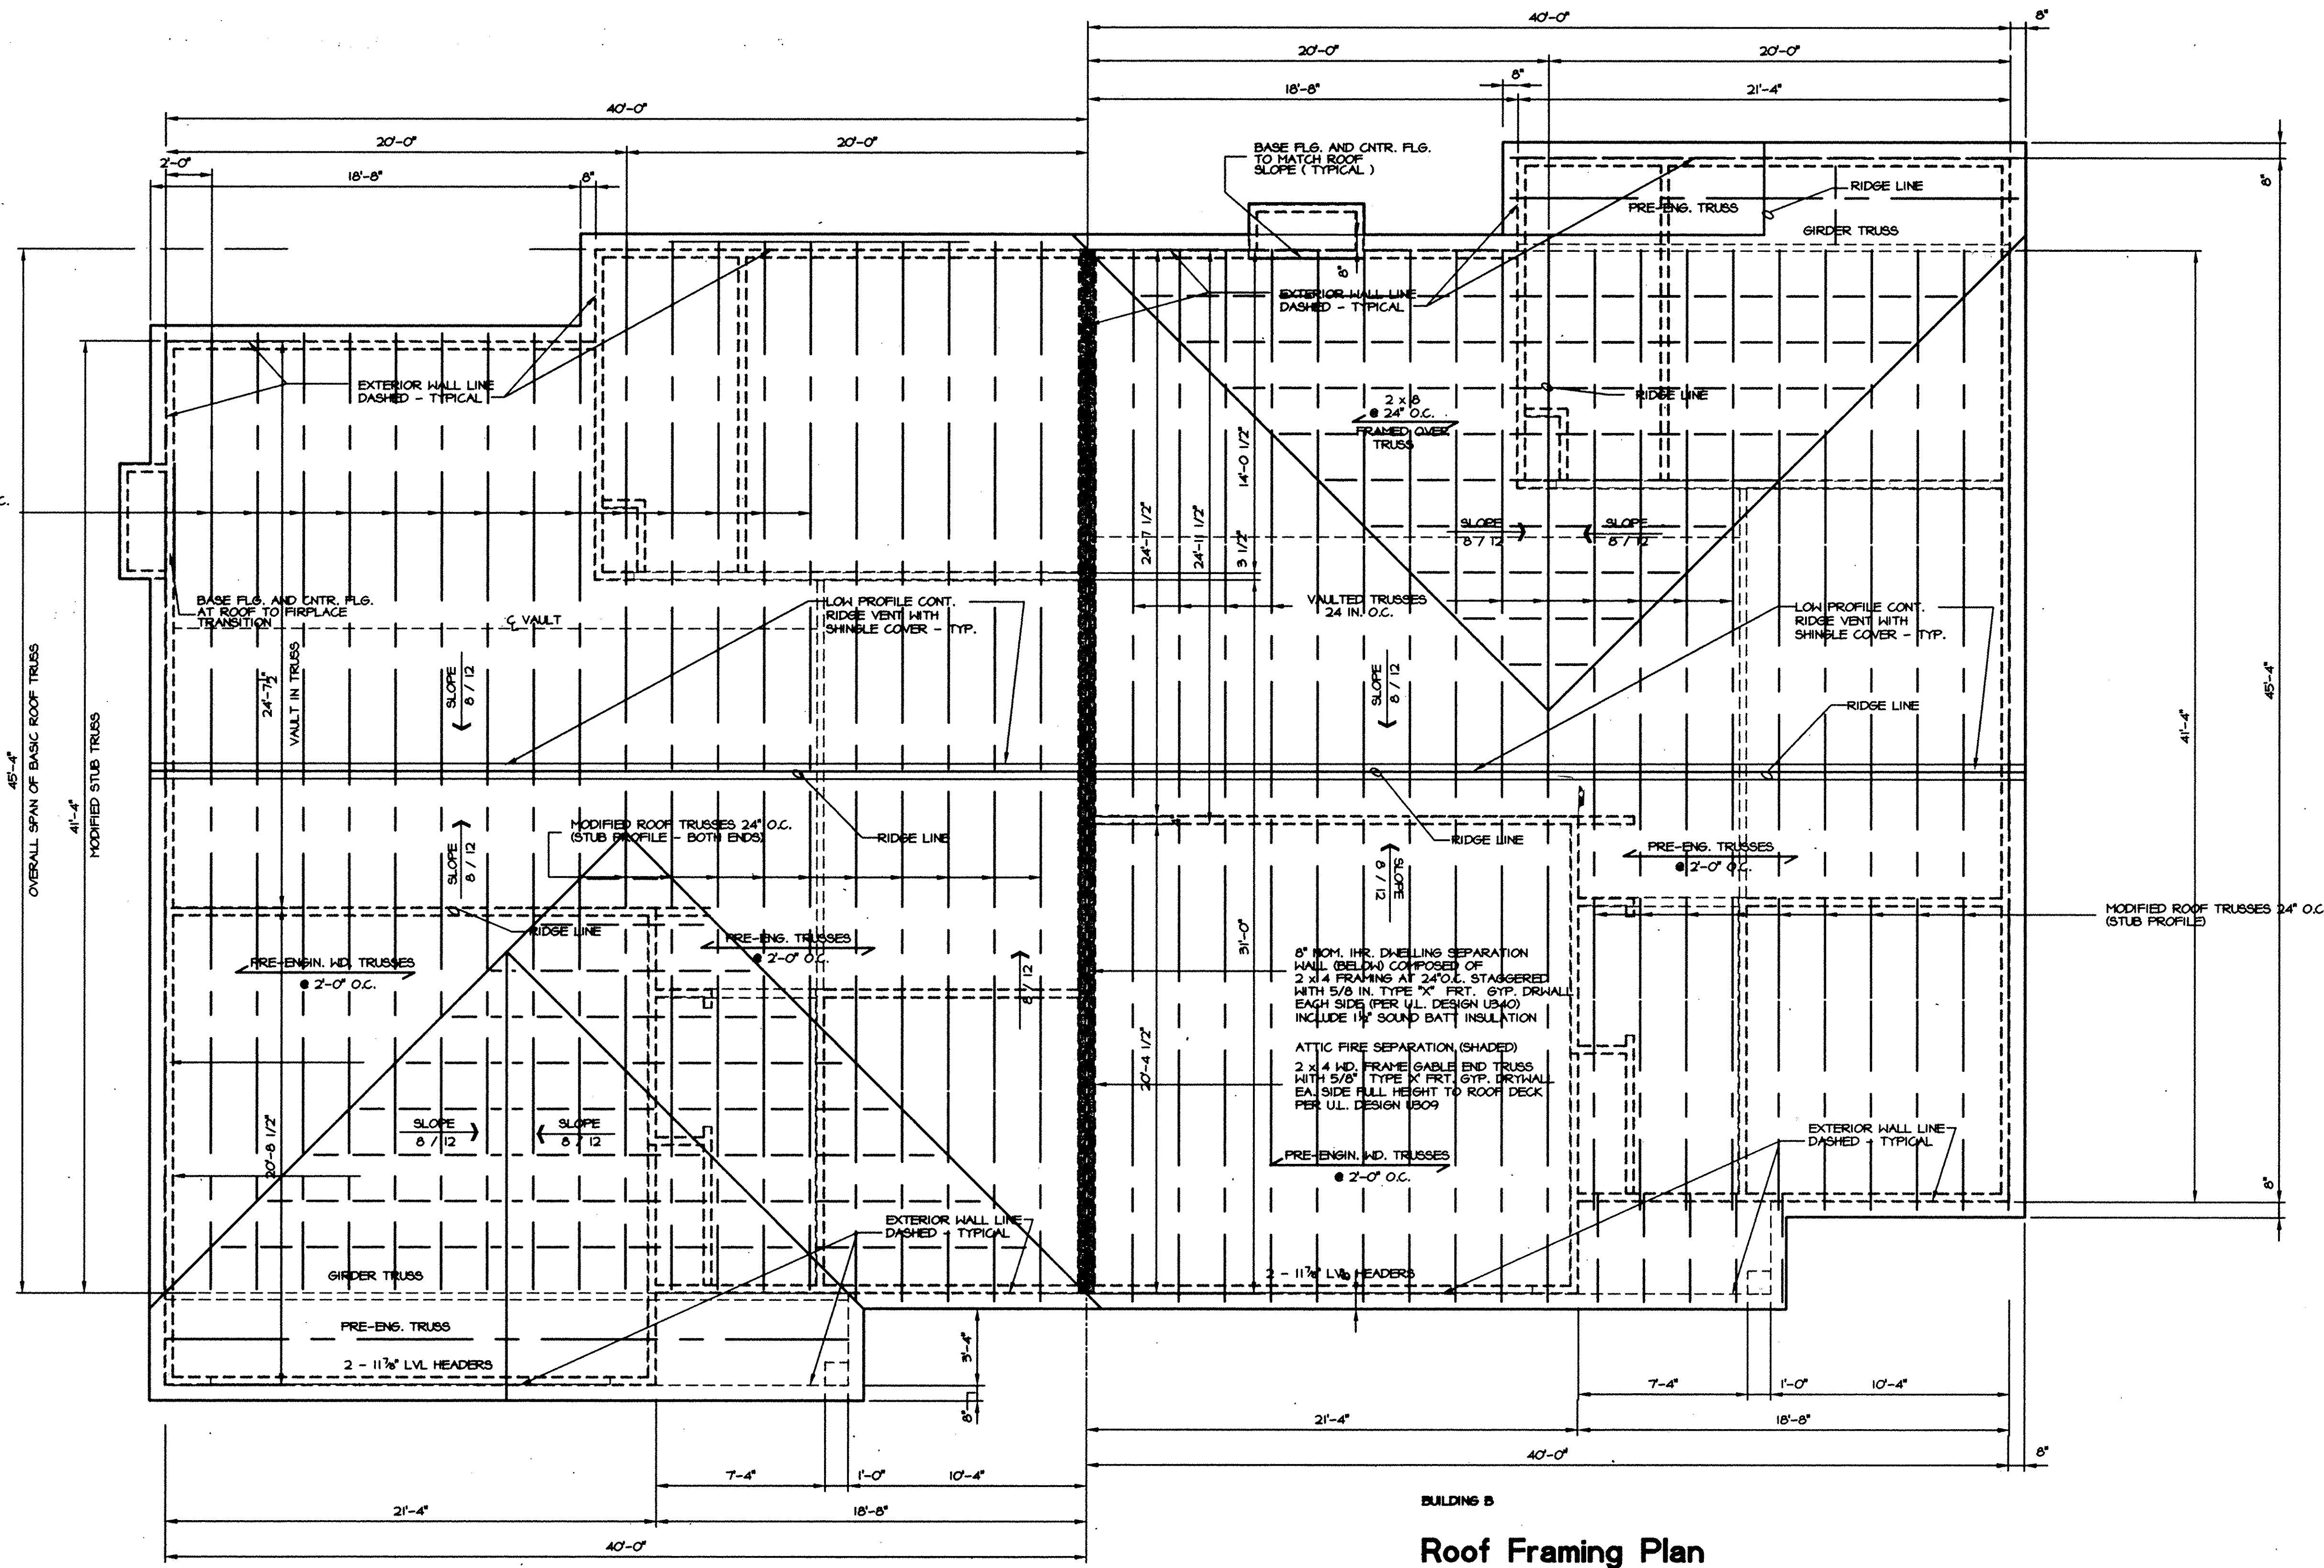 40'-0"
8"
20'-0"
20'-0"
8"
18'-8"
21'-4"
40'-0"
20'-0"
20'-0"
2'-0"
18'-8"
8"
BASE FLG. AND CNTR. FLG.
TO MATCH ROOF
SLOPE ( TYPICAL )
RIDGE LINE
PRE-ENG. TRUSS
GIRDER TRUSS
8"
8"
EXTERIOR WALL LINE
DASHED - TYPICAL
EXTERIOR WALL LINE
DASHED - TYPICAL
2 x 8
@ 24" O.C.
FRAMED OVER
TRUSS
RIDGE LINE
14'-0 1/2"
24'-7 1/2"
24'-11 1/2"
3 1/2"
SLOPE
8 / 12
SLOPE
8 / 12
C.
BASE FLG. AND CNTR. FLG.
AT ROOF TO FIRPLACE
TRANSITION
℄ VAULT
LOW PROFILE CONT.
RIDGE VENT WITH
SHINGLE COVER - TYP.
VAULTED TRUSSES
24 IN. O.C.
LOW PROFILE CONT.
RIDGE VENT WITH
SHINGLE COVER - TYP.
45'-4"
OVERALL SPAN OF BASIC ROOF TRUSS
41'-4"
MODIFIED STUB TRUSS
24'-7 1/2"
VAULT IN TRUSS
SLOPE
8 / 12
SLOPE
8 / 12
RIDGE LINE
41'-4"
45'-4"
MODIFIED ROOF TRUSSES 24" O.C.
(STUB PROFILE - BOTH ENDS)
RIDGE LINE
RIDGE LINE
SLOPE
8 / 12
SLOPE
8 / 12
PRE-ENG. TRUSSES
@ 2'-0" O.C.
MODIFIED ROOF TRUSSES 24" O.C
(STUB PROFILE)
RIDGE LINE
PRE-ENG. TRUSSES
@ 2'-0" O.C.
PRE-ENGIN. WD. TRUSSES
@ 2'-0" O.C.
8 / 12
31'-0"
8" NOM. 1HR. DWELLING SEPARATION
WALL (BELOW) COMPOSED OF
2 x 4 FRAMING AT 24"O.C. STAGGERED
WITH 5/8 IN. TYPE "X" FRT. GYP. DRWALL
EACH SIDE (PER U.L. DESIGN U340)
INCLUDE 1½" SOUND BATT INSULATION
ATTIC FIRE SEPARATION (SHADED)
2 x 4 WD. FRAME GABLE END TRUSS
WITH 5/8" TYPE 'X' FRT. GYP. DRYWALL
EA. SIDE FULL HEIGHT TO ROOF DECK
PER U.L. DESIGN U309
20'-4 1/2"
20'-8 1/2"
SLOPE
8 / 12
SLOPE
8 / 12
PRE-ENGIN. WD. TRUSSES
@ 2'-0" O.C.
EXTERIOR WALL LINE
DASHED - TYPICAL
8"
EXTERIOR WALL LINE
DASHED - TYPICAL
GIRDER TRUSS
2 - 11⅞" LVL HEADERS
PRE-ENG. TRUSS
2 - 11⅞" LVL HEADERS
3'-4"
8"
7'-4"
1'-0"
10'-4"
21'-4"
18'-8"
40'-0"
8"
7'-4"
1'-0"
10'-4"
21'-4"
18'-8"
40'-0"
BUILDING B
Roof Framing Plan